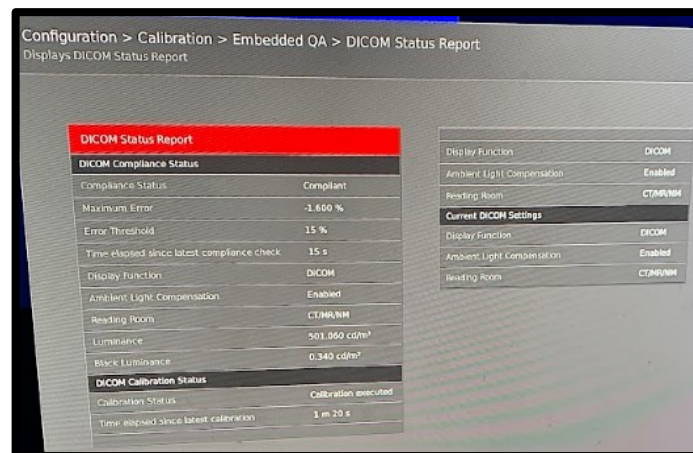 Configuration > Calibration > Embedded QA > DICOM Status Report
Displays DICOM Status Report
DICOM Status Report
DICOM Compliance Status
Compliance Status Compliant
Maximum Error -1.600 %
Error Threshold 15 %
Time elapsed since latest compliance check 15 s
Display Function DICOM
Ambient Light Compensation Enabled
Reading Room CT/MR/NM
Luminance 501.060 cd/m²
Black Luminance 0.340 cd/m²
DICOM Calibration Status
Calibration Status Calibration executed
Time elapsed since latest calibration 1 m 20 s
Display Function DICOM
Ambient Light Compensation Enabled
Reading Room CT/MR/NM
Current DICOM Settings
Display Function DICOM
Ambient Light Compensation Enabled
Reading Room CT/MR/NM